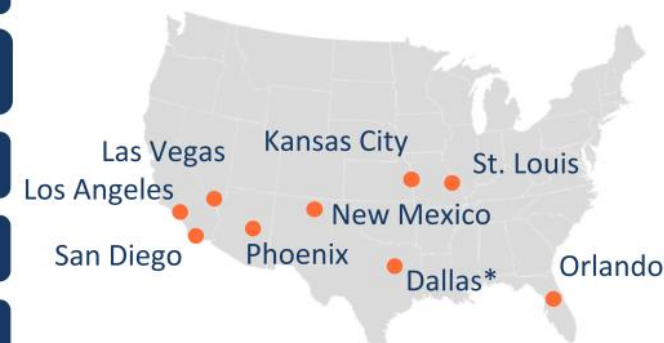 Kansas City
Las Vegas
St. Louis
Los Angeles
New Mexico
San Diego
Phoenix
Dallas*
Orlando